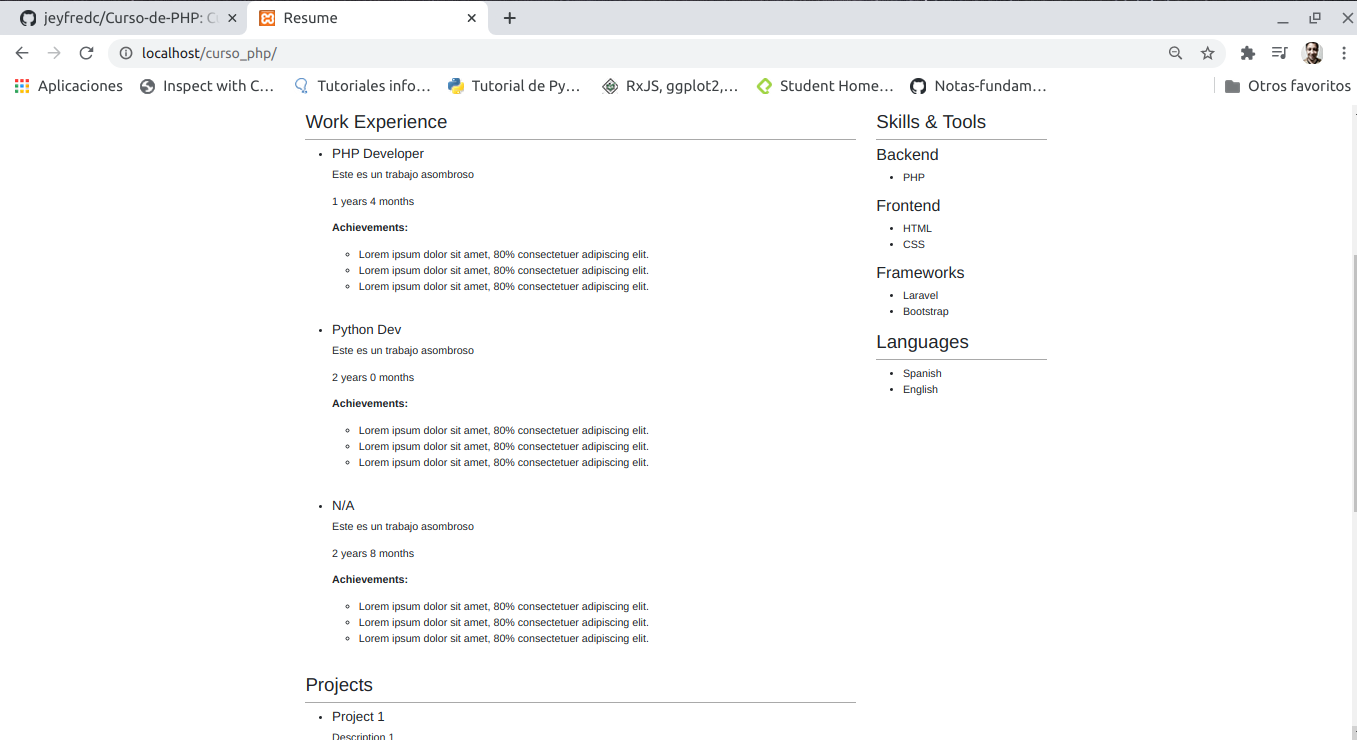 jeyfredc/Curso-de-PHP: C
Resume
localhost/curso_php/
Aplicaciones
Inspect with C…
Tutoriales info…
Tutorial de Py…
RxJS, ggplot2,…
Student Home…
Notas-fundam…
Otros favoritos
Work Experience
PHP Developer
Este es un trabajo asombroso
1 years 4 months
Achievements:
Lorem ipsum dolor sit amet, 80% consectetuer adipiscing elit.
Lorem ipsum dolor sit amet, 80% consectetuer adipiscing elit.
Lorem ipsum dolor sit amet, 80% consectetuer adipiscing elit.
Python Dev
Este es un trabajo asombroso
2 years 0 months
Achievements:
Lorem ipsum dolor sit amet, 80% consectetuer adipiscing elit.
Lorem ipsum dolor sit amet, 80% consectetuer adipiscing elit.
Lorem ipsum dolor sit amet, 80% consectetuer adipiscing elit.
N/A
Este es un trabajo asombroso
2 years 8 months
Achievements:
Lorem ipsum dolor sit amet, 80% consectetuer adipiscing elit.
Lorem ipsum dolor sit amet, 80% consectetuer adipiscing elit.
Lorem ipsum dolor sit amet, 80% consectetuer adipiscing elit.
Projects
Project 1
Description 1
Skills & Tools
Backend
PHP
Frontend
HTML
CSS
Frameworks
Laravel
Bootstrap
Languages
Spanish
English